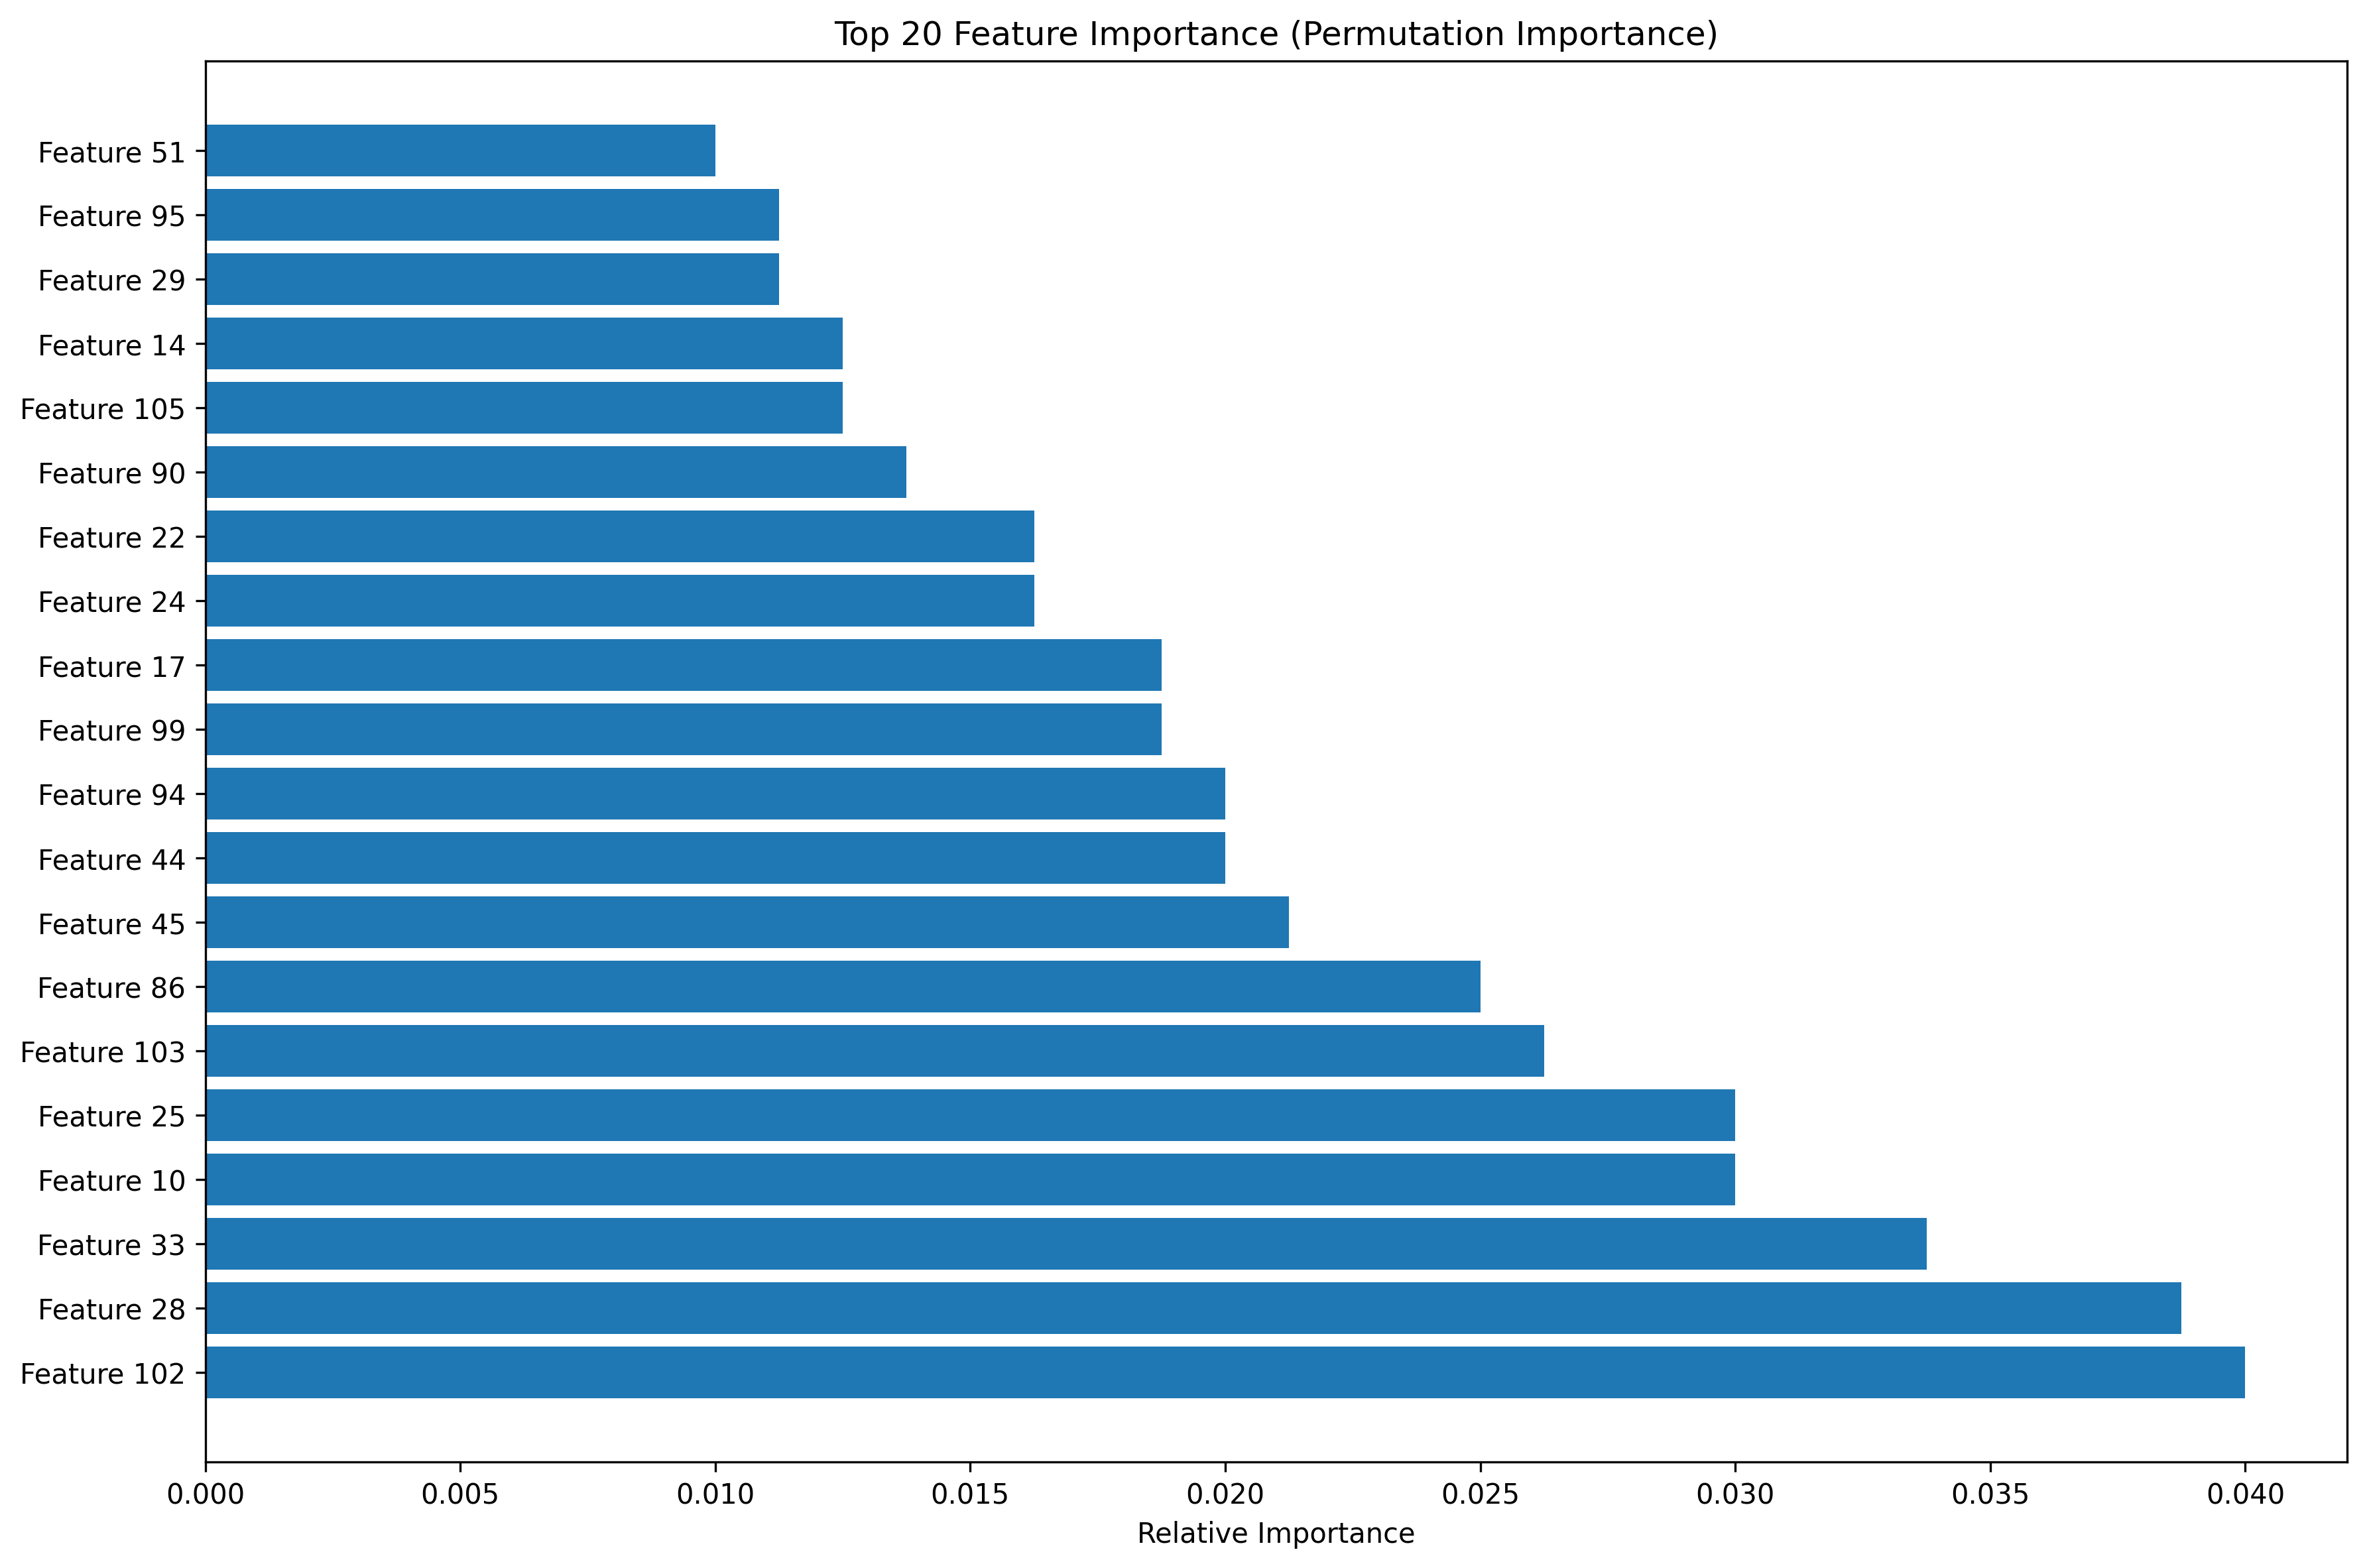 Top 20 Feature Importance (Permutation Importance)
Feature 51
Feature 95
Feature 29
Feature 14
Feature 105
Feature 90
Feature 22
Feature 24
Feature 17
Feature 99
Feature 94
Feature 44
Feature 45
Feature 86
Feature 103
Feature 25
Feature 10
Feature 33
Feature 28
Feature 102
0.000 0.005 0.010 0.015 0.020 0.025 0.030 0.035 0.040
Relative Importance